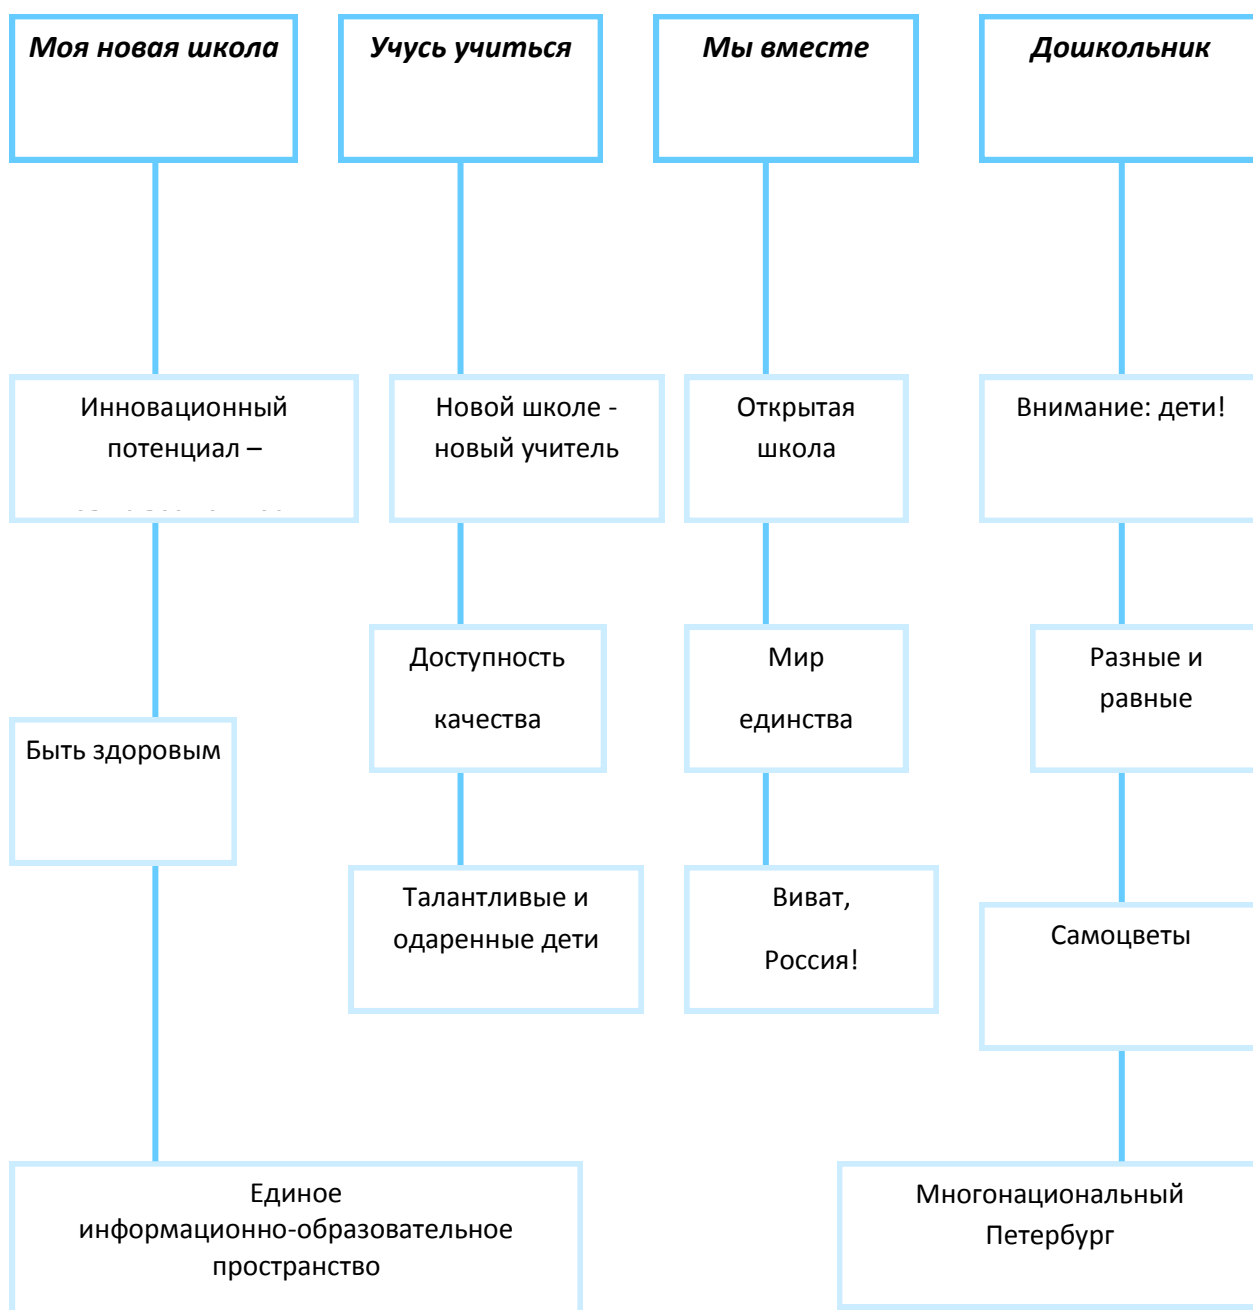 Моя новая школа
Учусь учиться
Мы вместе
Дошкольник
Инновационный
потенциал –
Новой школе -
новый учитель
Открытая
школа
Внимание: дети!
Доступность
качества
Мир
единства
Разные и
равные
Быть здоровым
Талантливые и
одаренные дети
Виват,
Россия!
Самоцветы
Единое
информационно-образовательное
пространство
Многонациональный
Петербург